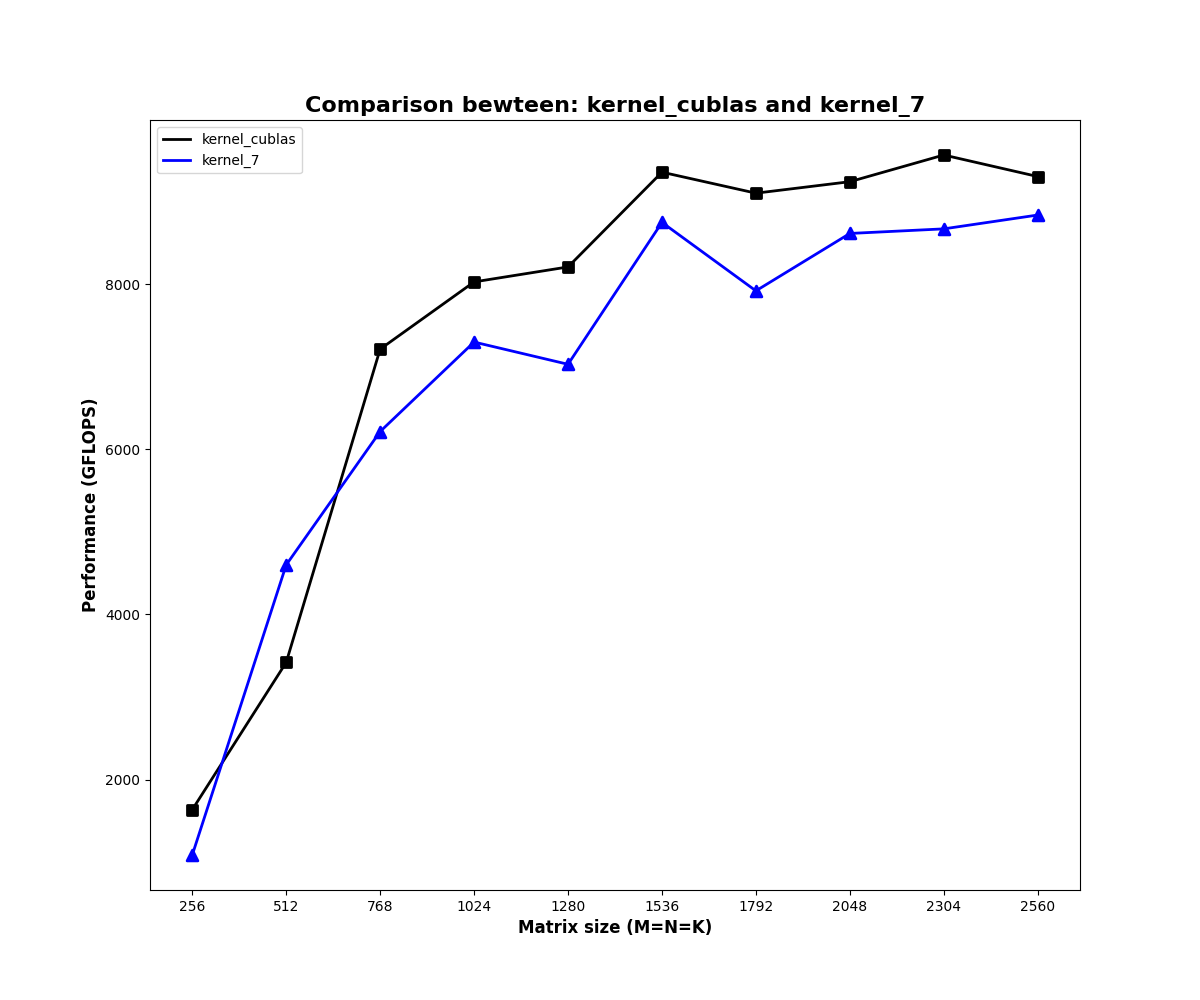 Comparison bewteen: kernel_cublas and kernel_7
kernel_cublas
kernel_7
Performance (GFLOPS)
8000
6000
4000
2000
256 512 768 1024 1280 1536 1792 2048 2304 2560
Matrix size (M=N=K)